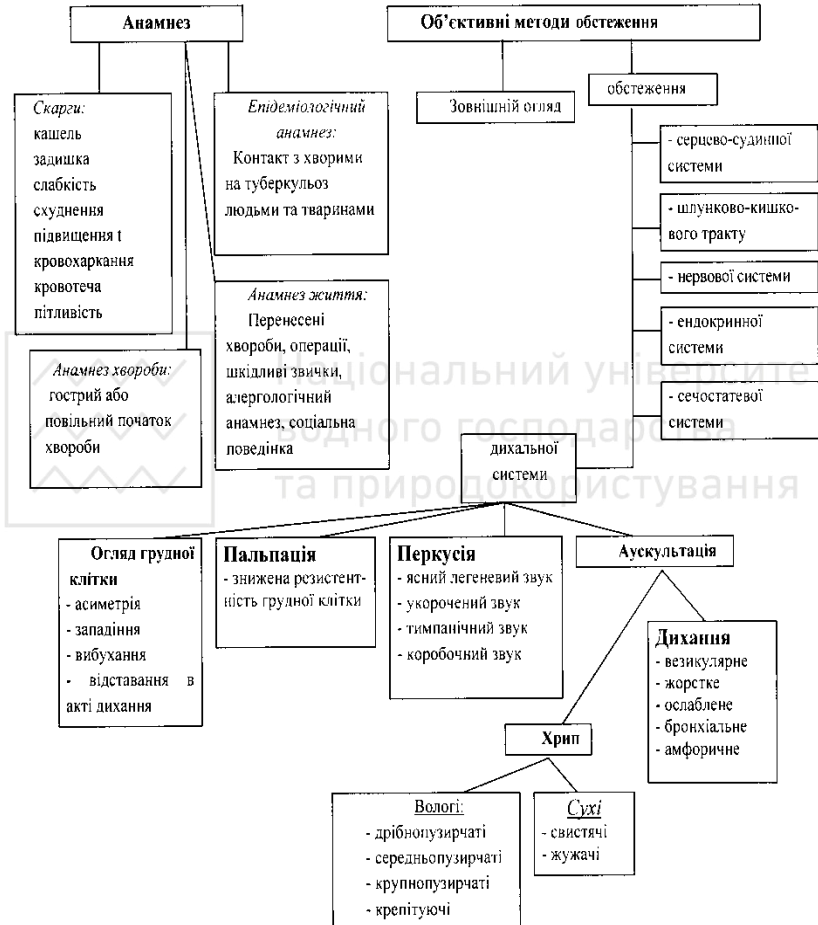 Анамнез
Об’єктивні методи обстеження
Скарги:
кашель
задишка
слабкість
схуднення
підвищення t
кровохаркання
кровотеча
пітливість
Епідеміологічний
анамнез:
Контакт з хворими
на туберкульоз
людьми та тваринами
Зовнішній огляд
обстеження
- серцево-судинної
системи
- шлунково-кишко-
вого тракту
- нервової системи
- ендокринної
системи
- сечостатевої
системи
Анамнез хвороби:
гострий або
повільний початок
хвороби
Анамнез життя:
Перенесені
хвороби, операції,
шкідливі звички,
алергологічний
анамнез, соціальна
поведінка
Національний університе
водного господарства
та природокористування
дихальної
системи
Огляд грудної
клітки
- асиметрія
- западіння
- вибухання
- відставання в
акті дихання
Пальпація
- знижена резистент-
ність грудної клітки
Перкусія
- ясний легеневий звук
- укорочений звук
- тимпанічний звук
- коробочний звук
Аускультація
Дихання
- везикулярне
- жорстке
- ослаблене
- бронхіальне
- амфоричне
Хрип
Вологі:
- дрібнопузирчаті
- середньопузирчаті
- крупнопузирчаті
- крепітуючі
Сухі
- свистячі
- жужачі